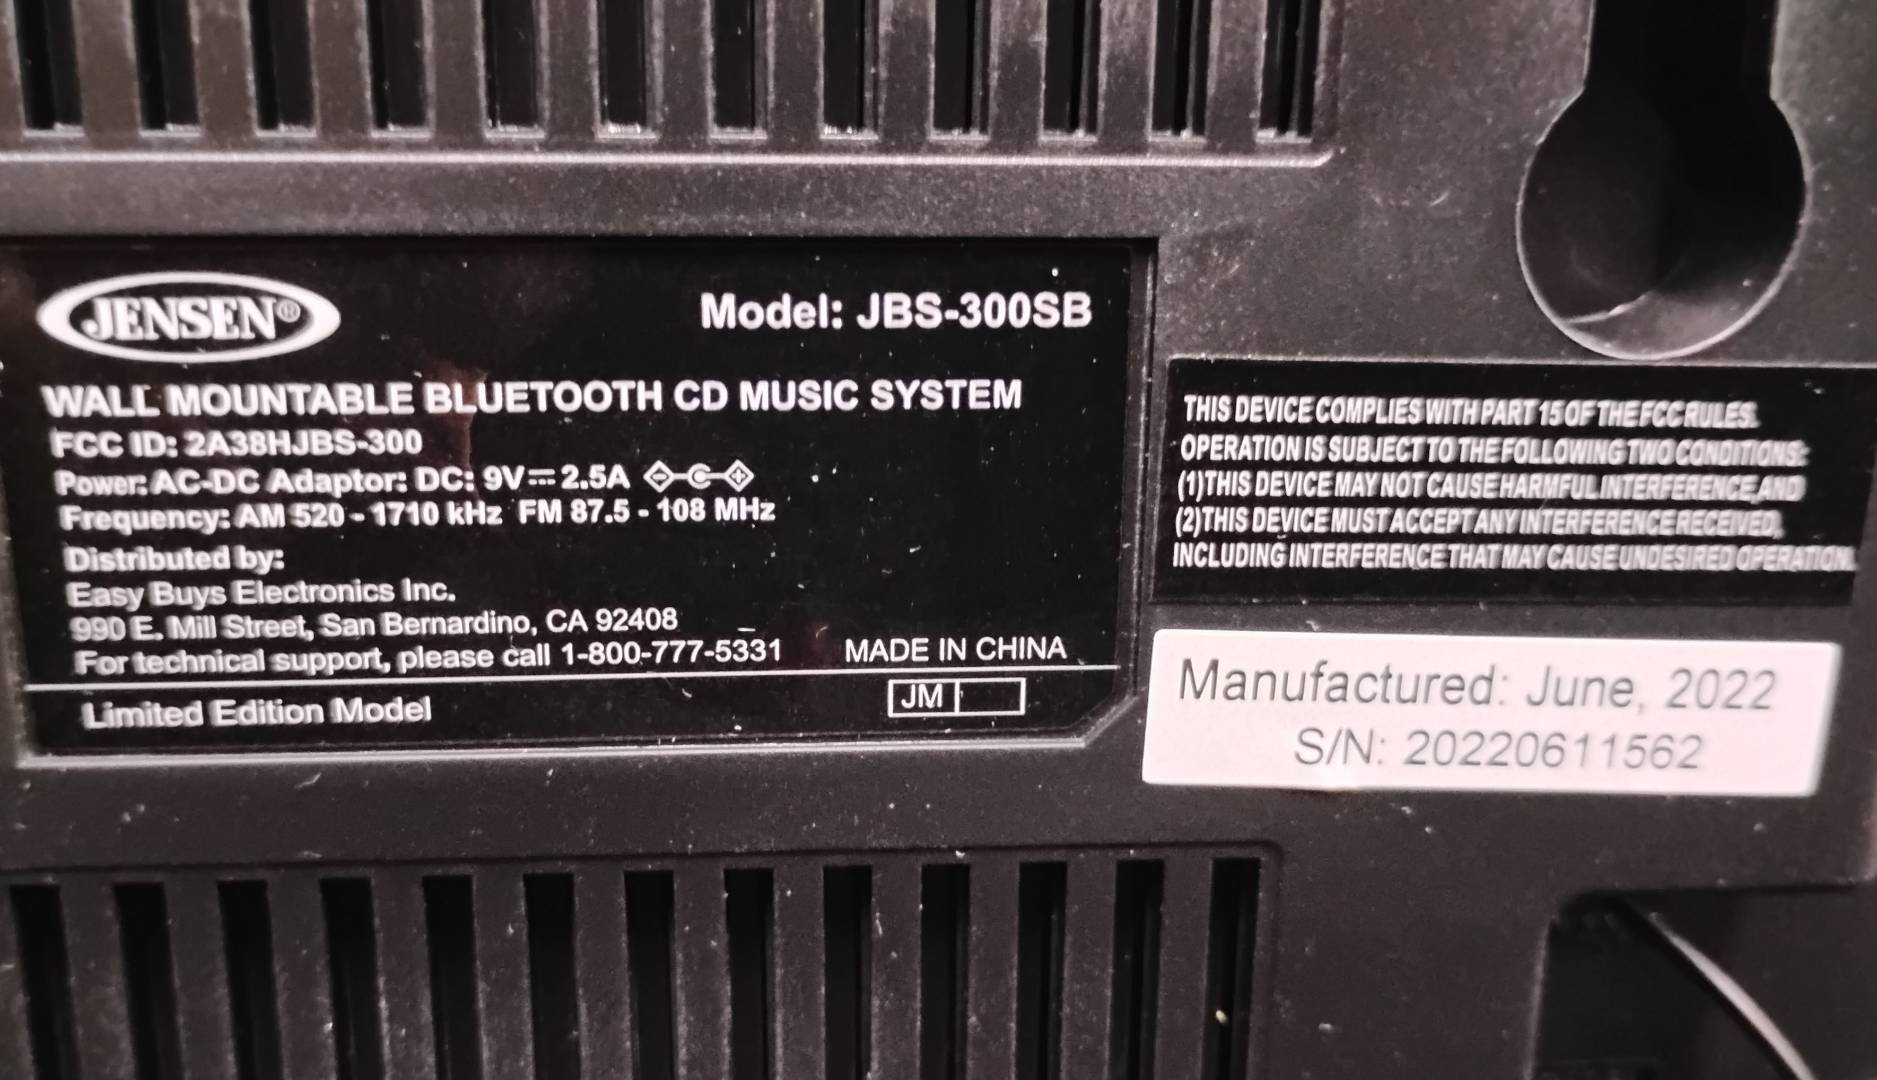 JENSEN®
Model: JBS-300SB
WALL MOUNTABLE BLUETOOTH CD MUSIC SYSTEM
FCC ID: 2A38HJBS-300
Power: AC-DC Adaptor: DC: 9V⎓2.5A
Frequency: AM 520 - 1710 kHz FM 87.5 - 108 MHz
Distributed by:
Easy Buys Electronics Inc.
990 E. Mill Street, San Bernardino, CA 92408
For technical support, please call 1-800-777-5331
MADE IN CHINA
Limited Edition Model
JM
THIS DEVICE COMPLIES WITH PART 15 OF THE FCC RULES.
OPERATION IS SUBJECT TO THE FOLLOWING TWO CONDITIONS:
(1)THIS DEVICE MAY NOT CAUSE HARMFUL INTERFERENCE,AND
(2)THIS DEVICE MUST ACCEPT ANY INTERFERENCE RECEIVED,
INCLUDING INTERFERENCE THAT MAY CAUSE UNDESIRED OPERATION.
Manufactured: June, 2022
S/N: 20220611562